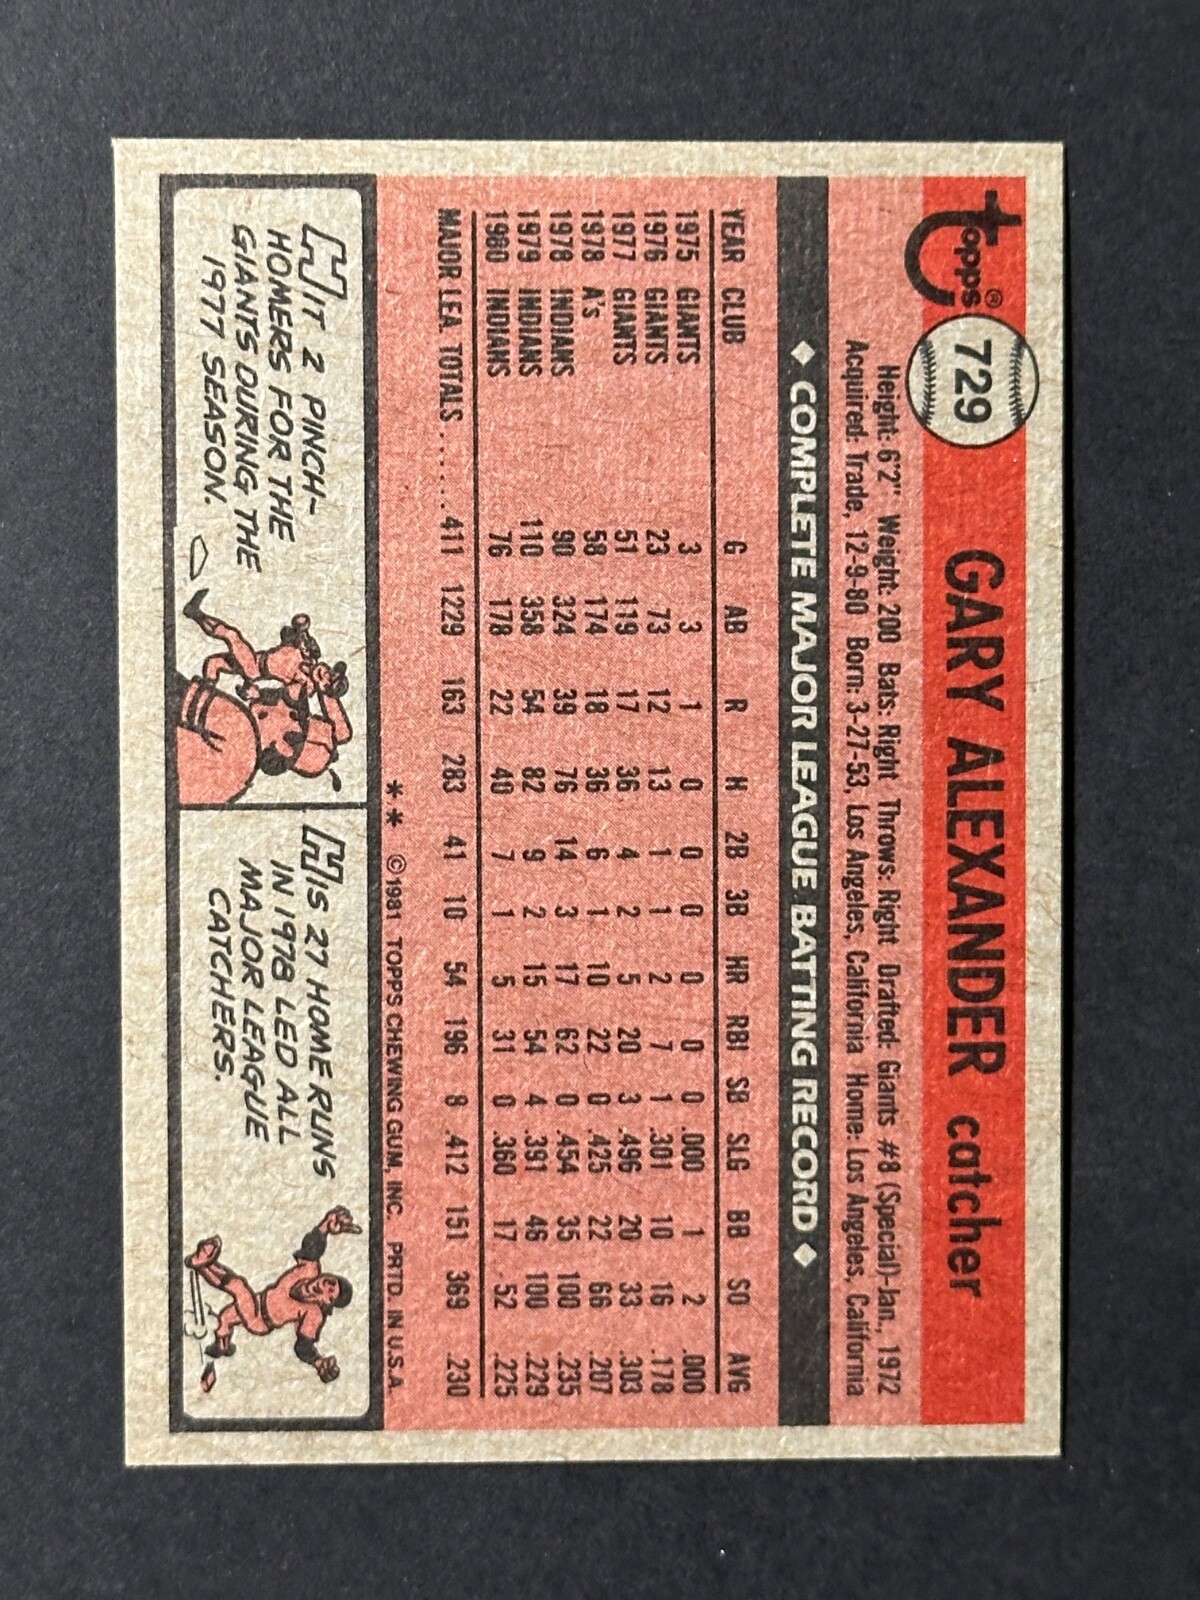 Topps®
729
GARY ALEXANDER catcher
Height: 6'2" Weight: 200 Bats: Right Throws: Right Drafted: Giants #8 (Special)-Jan., 1972
Acquired: Trade, 12-9-80 Born: 3-27-53, Los Angeles, California Home: Los Angeles, California
◆ COMPLETE MAJOR LEAGUE BATTING RECORD ◆
YEAR CLUB G AB R H 2B 3B HR RBI SB SLG BB SO AVG
1975 GIANTS 3 3 1 0 0 0 0 0 0 .000 1 2 .000
1976 GIANTS 23 73 12 13 1 1 2 7 1 .301 10 16 .178
1977 GIANTS 51 119 17 36 4 2 5 20 3 .496 20 33 .303
1978 A's 58 174 18 36 6 1 10 22 0 .425 22 66 .207
1978 INDIANS 90 324 39 76 14 3 17 62 0 .454 35 100 .235
1979 INDIANS 110 358 54 82 9 2 15 54 4 .391 46 100 .229
1980 INDIANS 76 178 22 40 7 1 5 31 0 .360 17 52 .225
MAJOR LEA. TOTALS ....... 411 1229 163 283 41 10 54 196 8 .412 151 369 .230
** © 1981 TOPPS CHEWING GUM, INC. PRTD. IN U.S.A.
HIT 2 PINCH-
HOMERS FOR THE
GIANTS DURING THE
1977 SEASON.
HIS 27 HOME RUNS
IN 1978 LED ALL
MAJOR LEAGUE
CATCHERS.